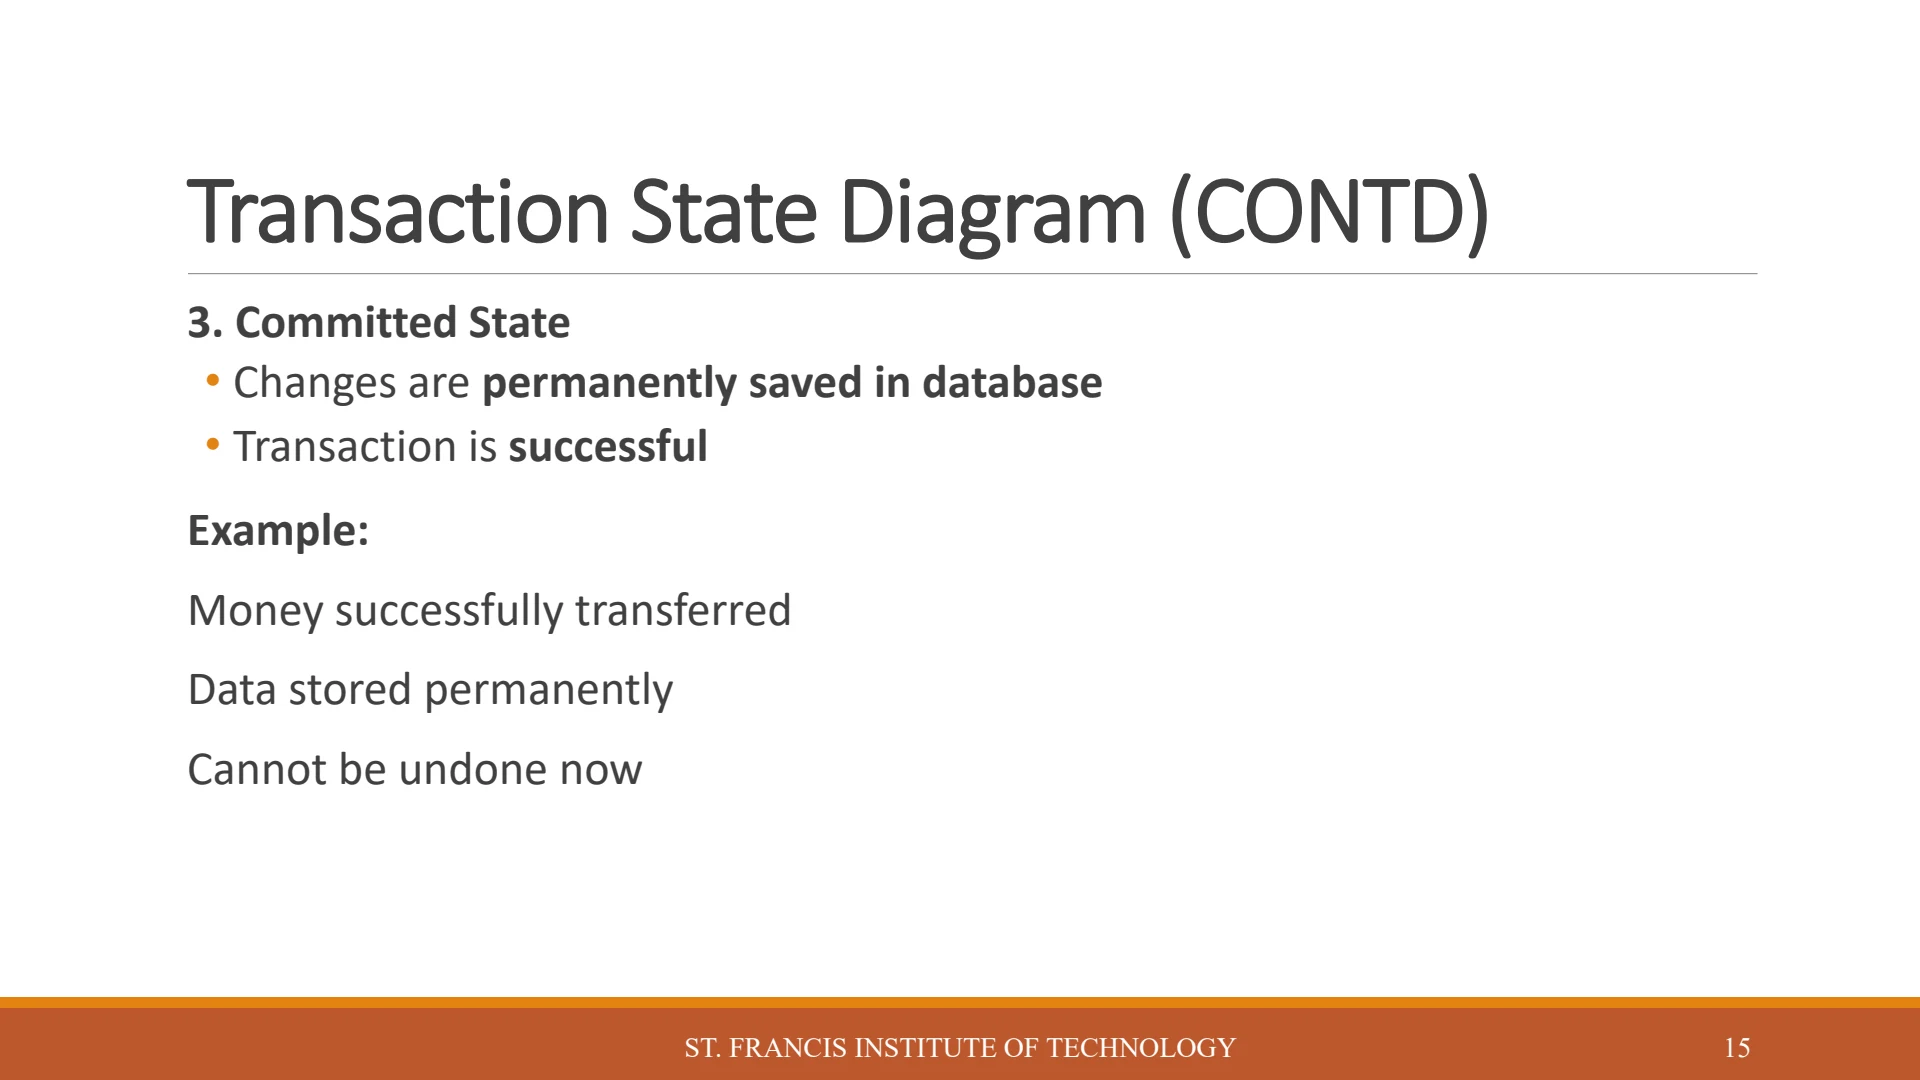 Transaction State Diagram (CONTD)
3. Committed State
• Changes are permanently saved in database
• Transaction is successful
Example:
Money successfully transferred
Data stored permanently
Cannot be undone now
ST. FRANCIS INSTITUTE OF TECHNOLOGY
15